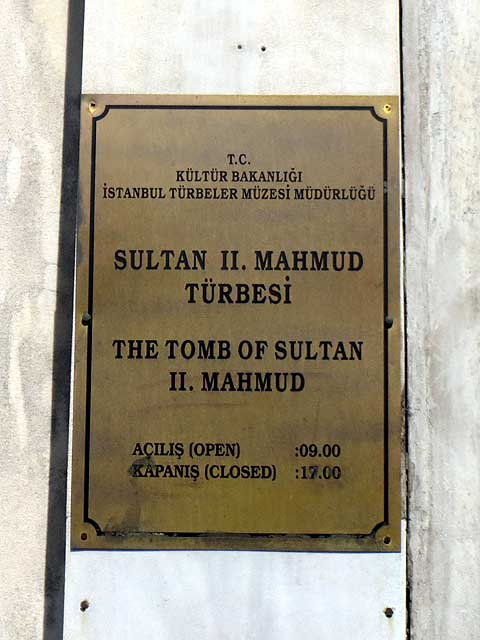 T.C.
KÜLTÜR BAKANLIĞI
İSTANBUL TÜRBELER MÜZESİ MÜDÜRLÜĞÜ
SULTAN II. MAHMUD
TÜRBESİ
THE TOMB OF SULTAN
II. MAHMUD
AÇILIŞ (OPEN) :09.00
KAPANIŞ (CLOSED) :17.00